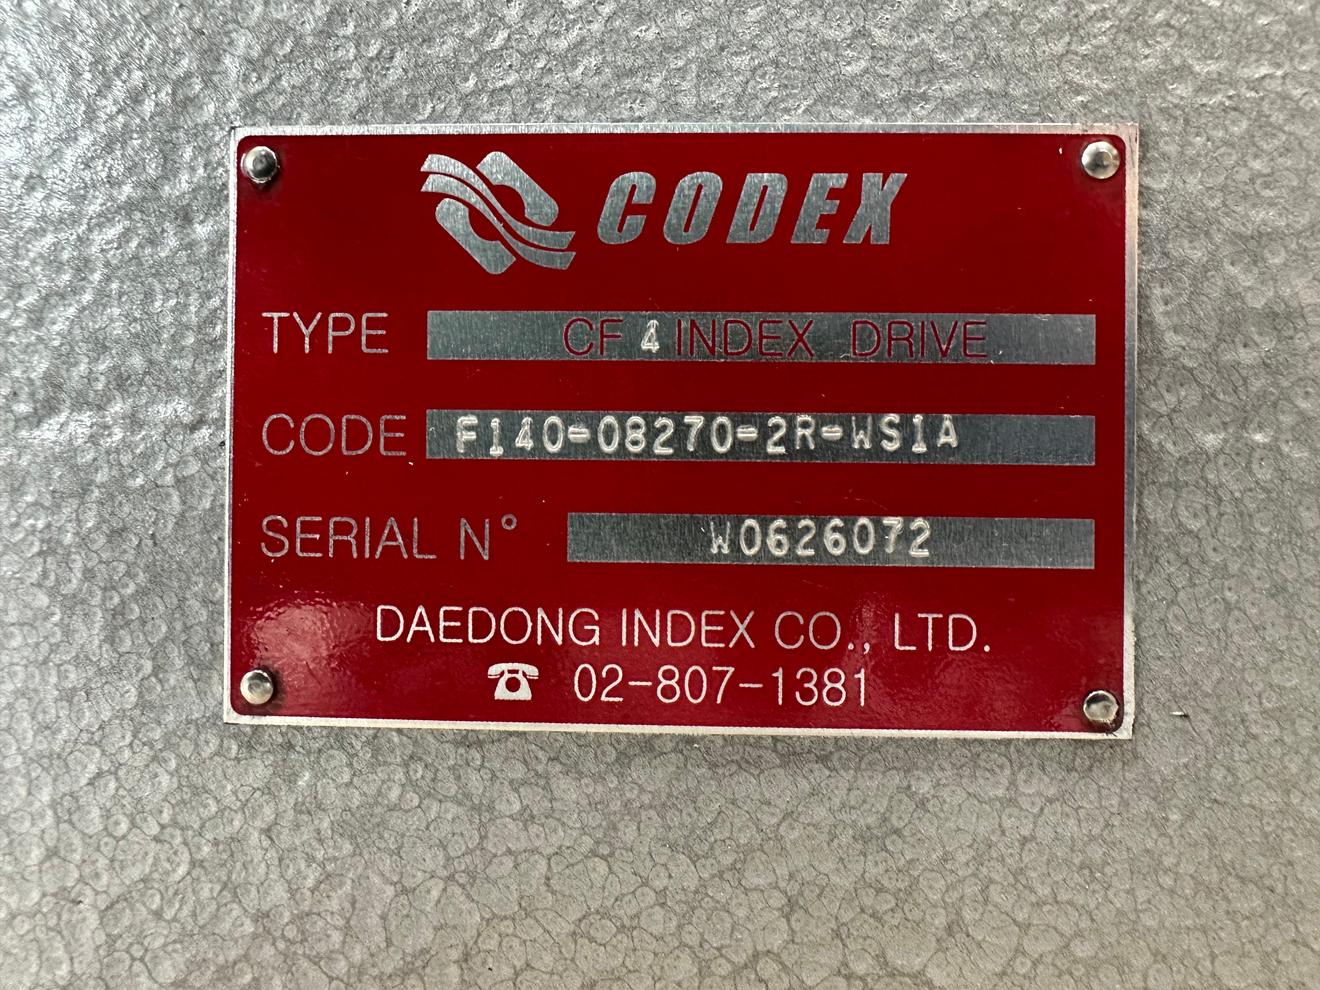 CODEX
TYPE CF 4 INDEX DRIVE
CODE F140-08270-2R-WS1A
SERIAL N° W0626072
DAEDONG INDEX CO., LTD.
☎ 02-807-1381